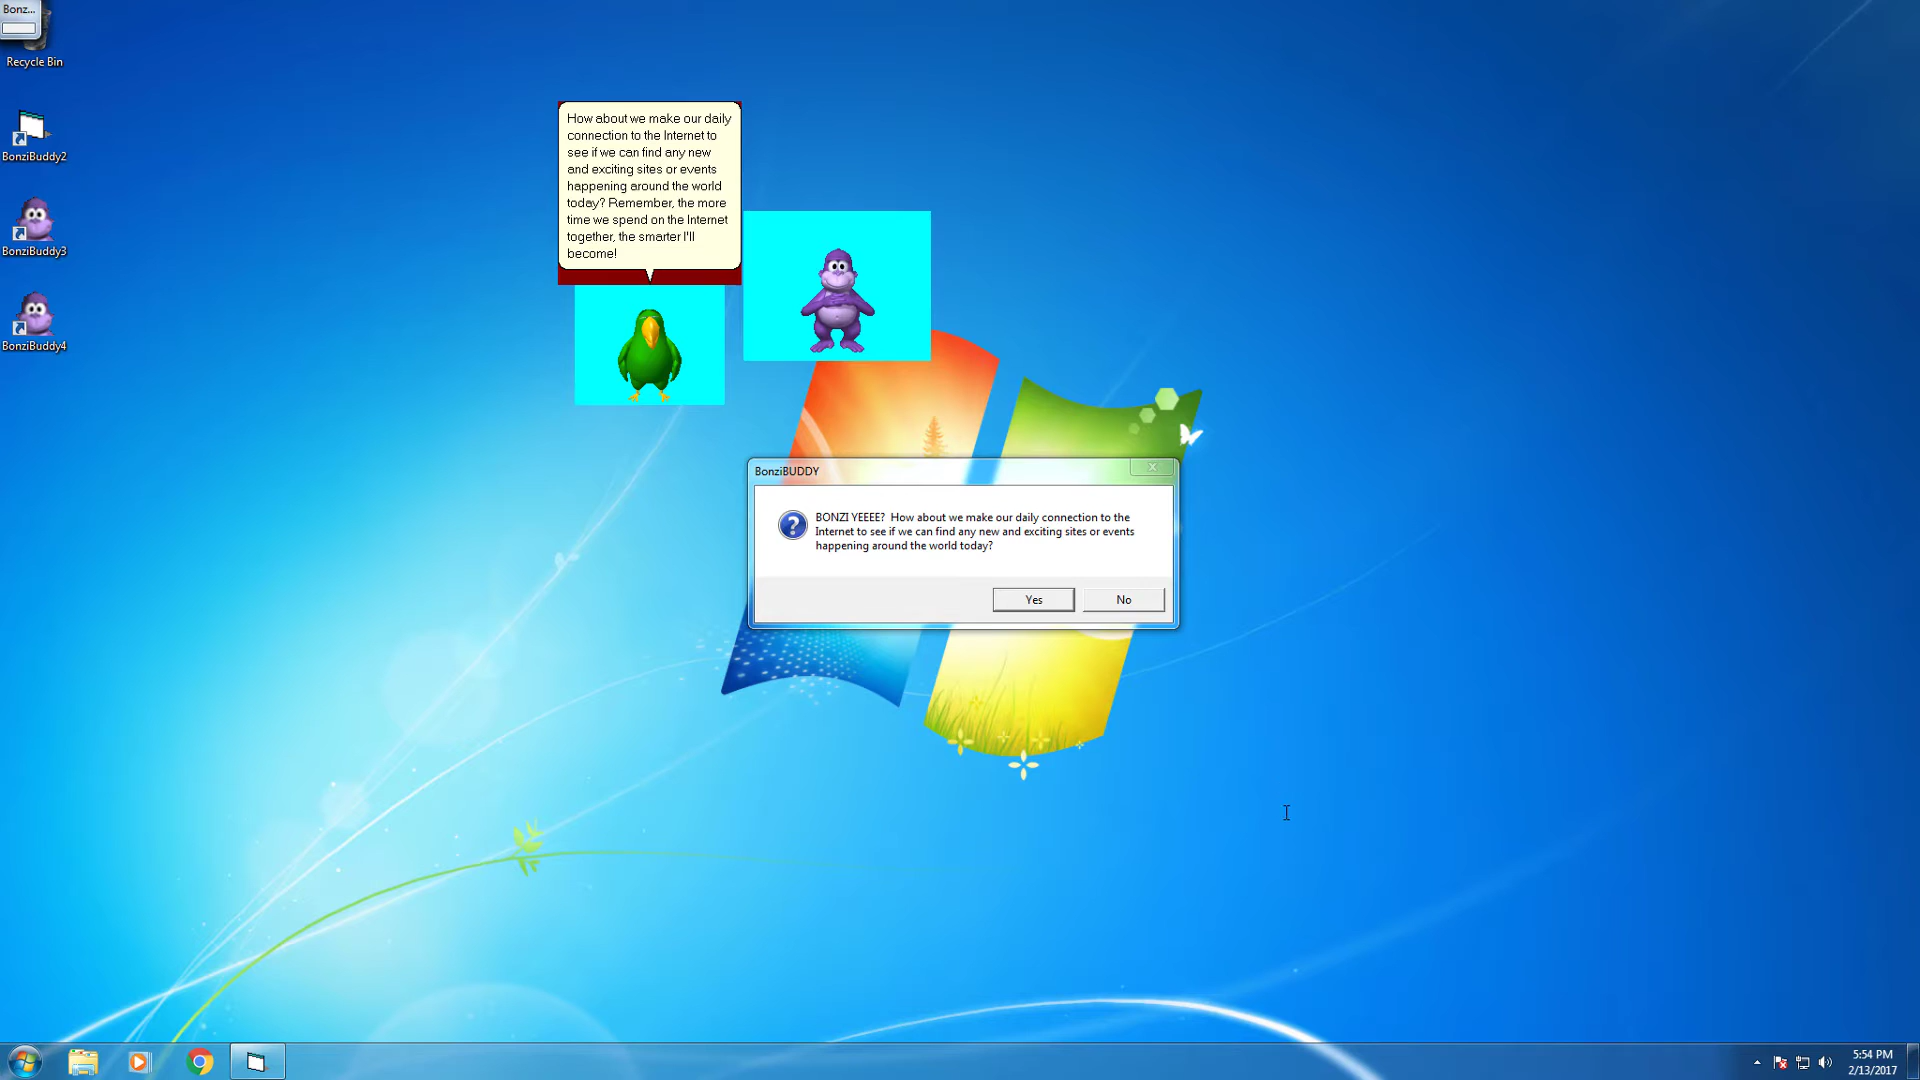 Bonz...
Recycle Bin
BonziBuddy2
BonziBuddy3
BonziBuddy4
How about we make our daily
connection to the Internet to
see if we can find any new
and exciting sites or events
happening around the world
today? Remember, the more
time we spend on the Internet
together, the smarter I'll
become!
BonziBUDDY
BONZI YEEEE?  How about we make our daily connection to the
Internet to see if we can find any new and exciting sites or events
happening around the world today?
Yes
No
5:54 PM
2/13/2017